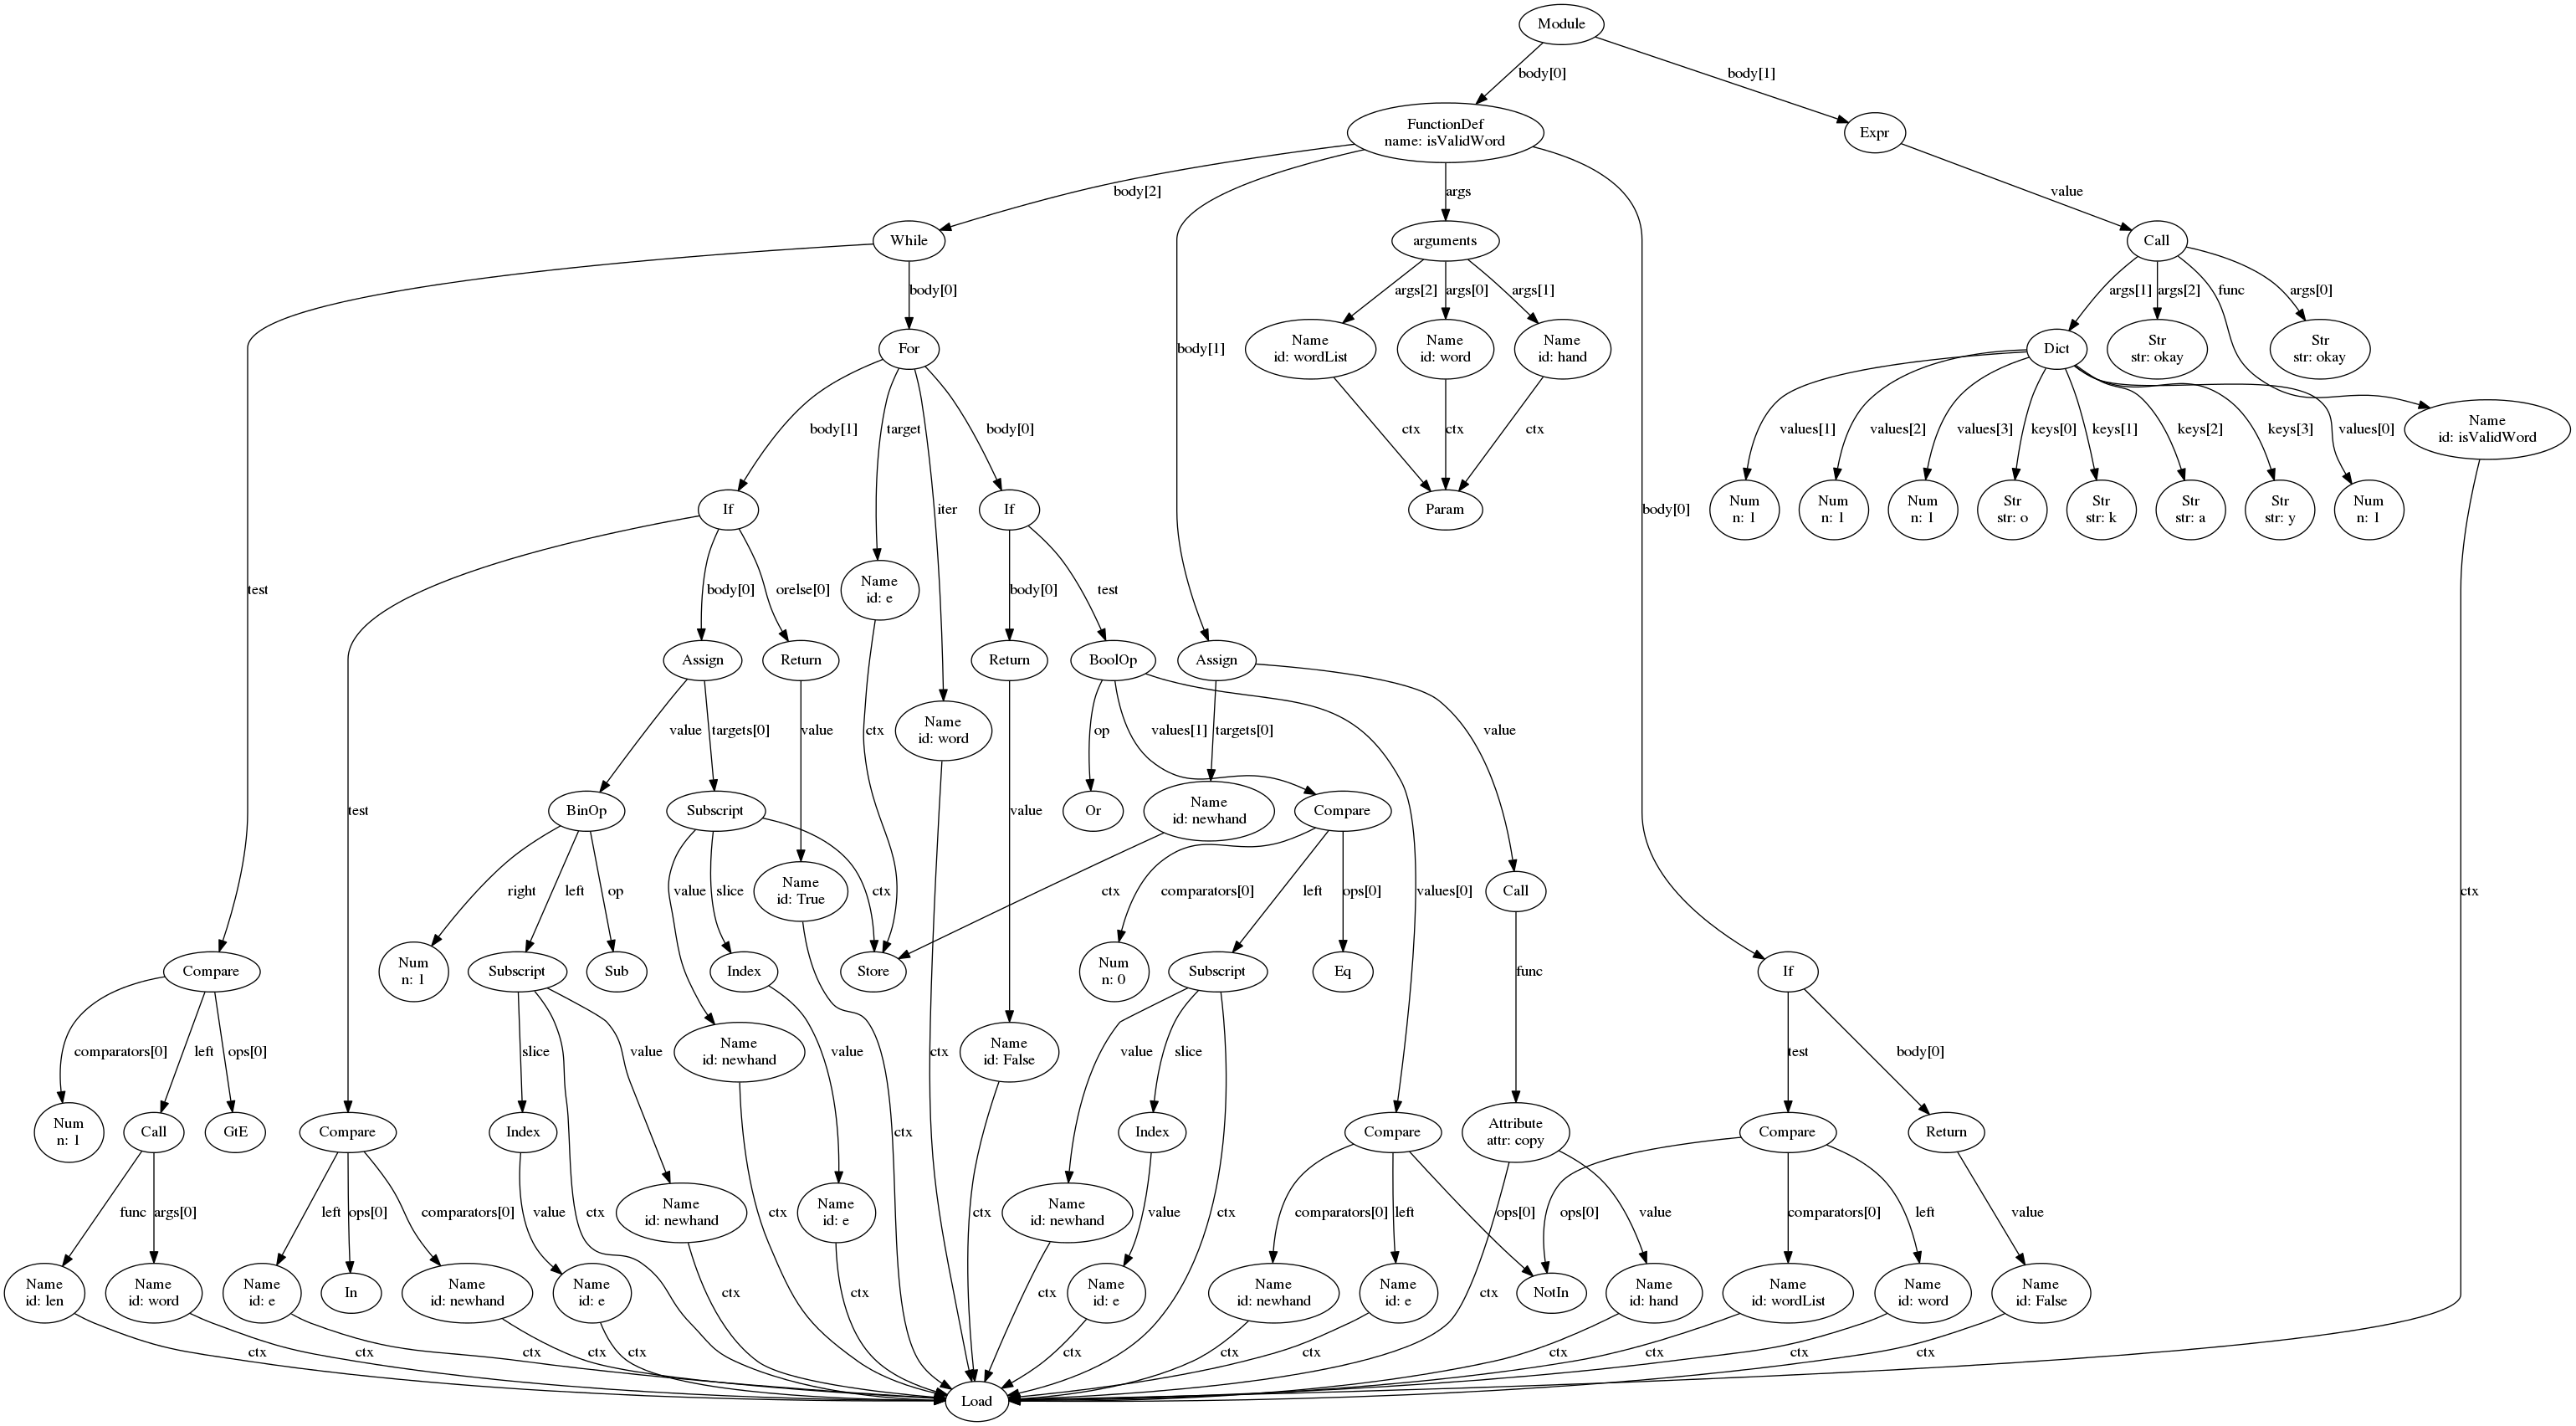 Module
body[0]
body[1]
FunctionDef
name: isValidWord
Expr
body[2]
args
value
While
arguments
Call
body[0]
args[2]
args[0]
args[1]
args[1]
args[2]
func
args[0]
For
body[1]
Name
id: wordList
Name
id: word
Name
id: hand
Dict
Str
str: okay
Str
str: okay
body[1]
target
body[0]
ctx
ctx
ctx
values[1]
values[2]
values[3]
keys[0]
keys[1]
keys[2]
keys[3]
values[0]
Name
id: isValidWord
If
iter
If
Param
body[0]
Num
n: 1
Num
n: 1
Num
n: 1
Str
str: o
Str
str: k
Str
str: a
Str
str: y
Num
n: 1
test
body[0]
orelse[0]
Name
id: e
body[0]
test
ctx
Assign
Return
Return
BoolOp
Assign
value
targets[0]
value
ctx
Name
id: word
op
values[1]
targets[0]
value
test
BinOp
Subscript
value
Or
Name
id: newhand
Compare
right
left
op
value
slice
Name
id: True
ctx
ctx
comparators[0]
left
ops[0]
values[0]
Call
Compare
Num
n: 1
Subscript
Sub
Index
Store
Num
n: 0
Subscript
Eq
func
If
comparators[0]
left
ops[0]
slice
value
Name
id: newhand
value
ctx
Name
id: False
value
slice
test
body[0]
Num
n: 1
Call
GtE
Compare
Index
ctx
Index
Compare
Attribute
attr: copy
Compare
Return
func
args[0]
left
ops[0]
comparators[0]
value
ctx
Name
id: newhand
ctx
Name
id: e
ctx
Name
id: newhand
value
ctx
comparators[0]
left
ops[0]
ops[0]
value
comparators[0]
left
value
Name
id: len
Name
id: word
Name
id: e
In
Name
id: newhand
Name
id: e
ctx
ctx
ctx
Name
id: e
Name
id: newhand
Name
id: e
ctx
NotIn
Name
id: hand
Name
id: wordList
Name
id: word
Name
id: False
ctx
ctx
ctx
ctx
ctx
ctx
ctx
ctx
ctx
ctx
ctx
ctx
Load